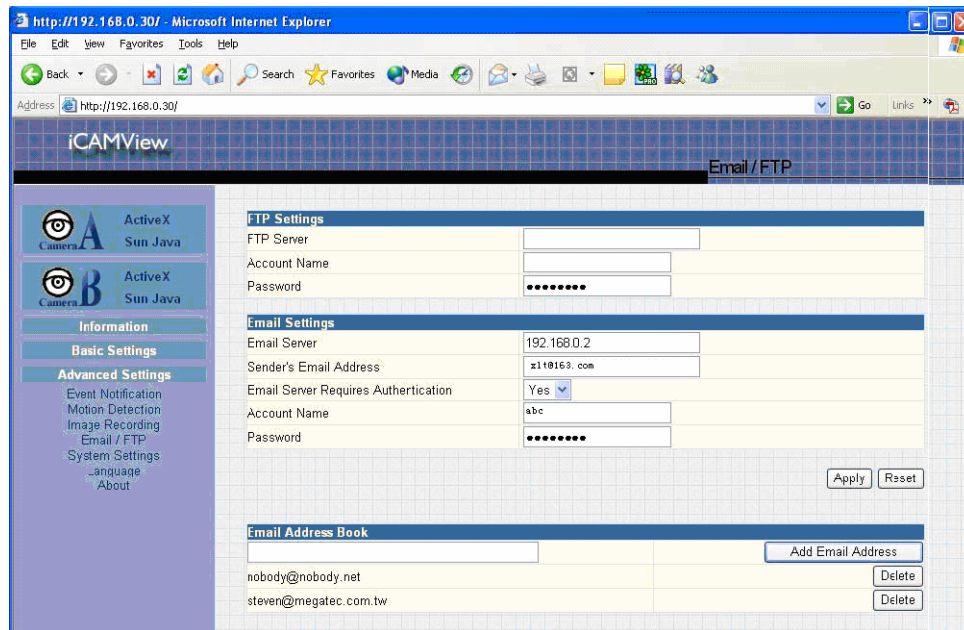 http://192.168.0.30/ - Microsoft Internet Explorer
File Edit View Favorites Tools Help
Back Search Favorites Media
Address http://192.168.0.30/ Go Links »
iCAMView
Email / FTP
Camera A ActiveX
Sun Java
Camera B ActiveX
Sun Java
Information
Basic Settings
Advanced Settings
Event Notification
Motion Detection
Image Recording
Email / FTP
System Settings
Language
About
FTP Settings
FTP Server
Account Name
Password ●●●●●●●●
Email Settings
Email Server 192.168.0.2
Sender's Email Address xlt@163.com
Email Server Requires Authertication Yes
Account Name abc
Password ●●●●●●●●
Apply Reset
Email Address Book
Add Email Address
nobody@nobody.net Delete
steven@megatec.com.tw Delete